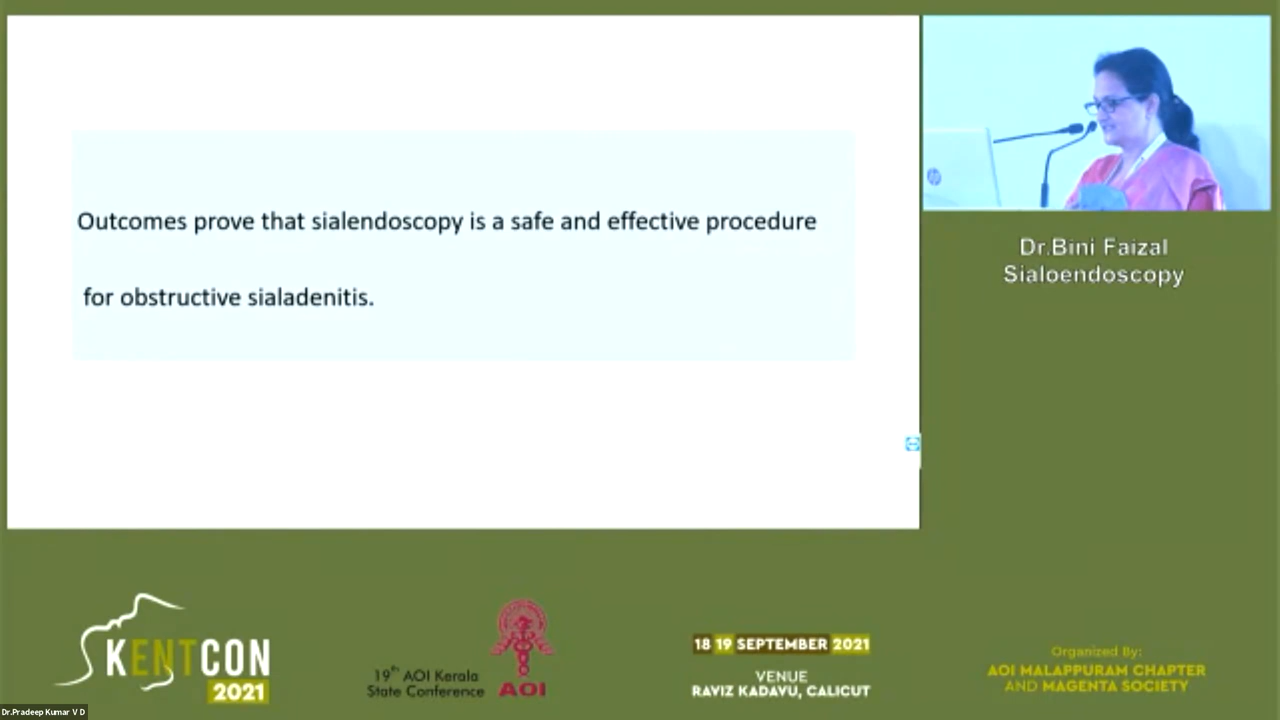 Outcomes prove that sialendoscopy is a safe and effective procedure
for obstructive sialadenitis.
Dr.Bini Faizal
Sialoendoscopy
KENTCON
2021
19th AOI Kerala
State Conference
AOI
18 19 SEPTEMBER 2021
VENUE
RAVIZ KADAVU, CALICUT
Organized By:
AOI MALAPPURAM CHAPTER
AND MAGENTA SOCIETY
Dr.Pradeep Kumar V D